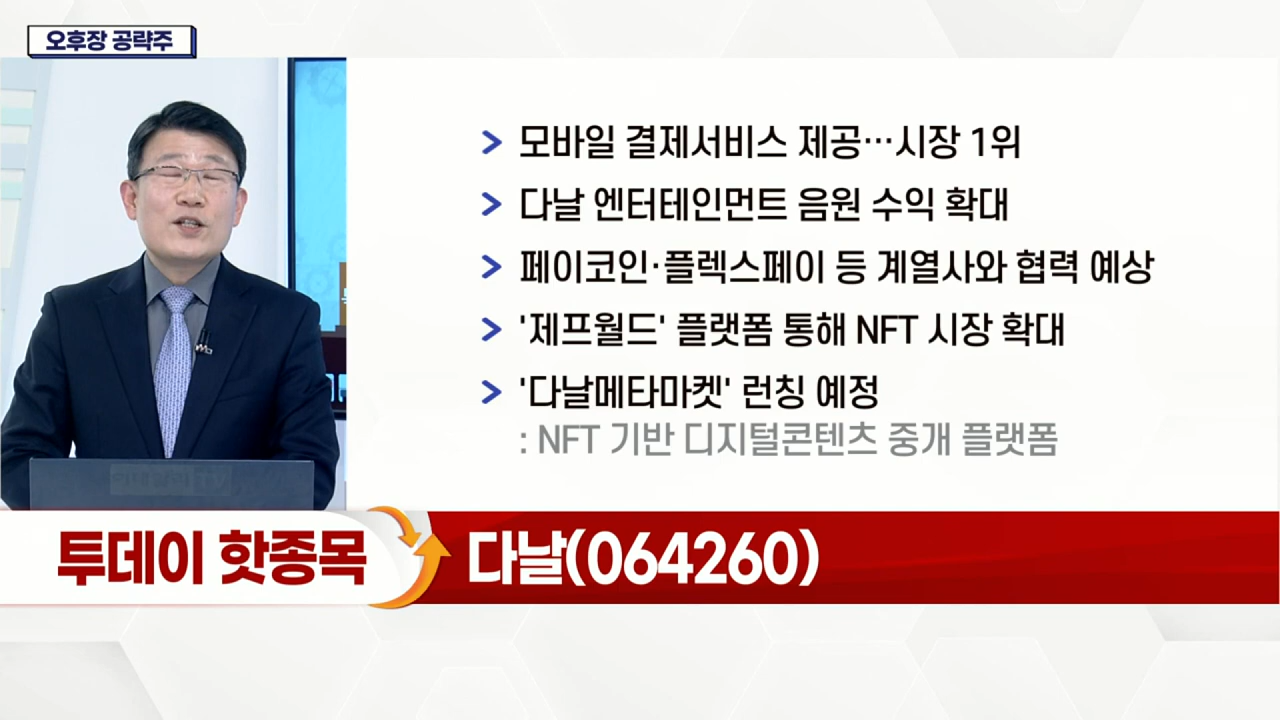 오후장 공략주
> 모바일 결제서비스 제공…시장 1위
> 다날 엔터테인먼트 음원 수익 확대
> 페이코인·플렉스페이 등 계열사와 협력 예상
> '제프월드' 플랫폼 통해 NFT 시장 확대
> '다날메타마켓' 런칭 예정
: NFT 기반 디지털콘텐츠 중개 플랫폼
투데이 핫종목
다날(064260)